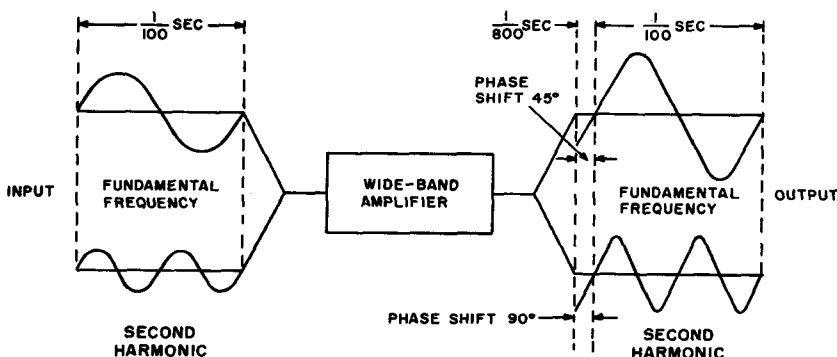 1/100 SEC
1/800 SEC
1/100 SEC
PHASE
SHIFT 45°
INPUT
FUNDAMENTAL
FREQUENCY
WIDE-BAND
AMPLIFIER
FUNDAMENTAL
FREQUENCY
OUTPUT
PHASE SHIFT 90°
SECOND
HARMONIC
SECOND
HARMONIC